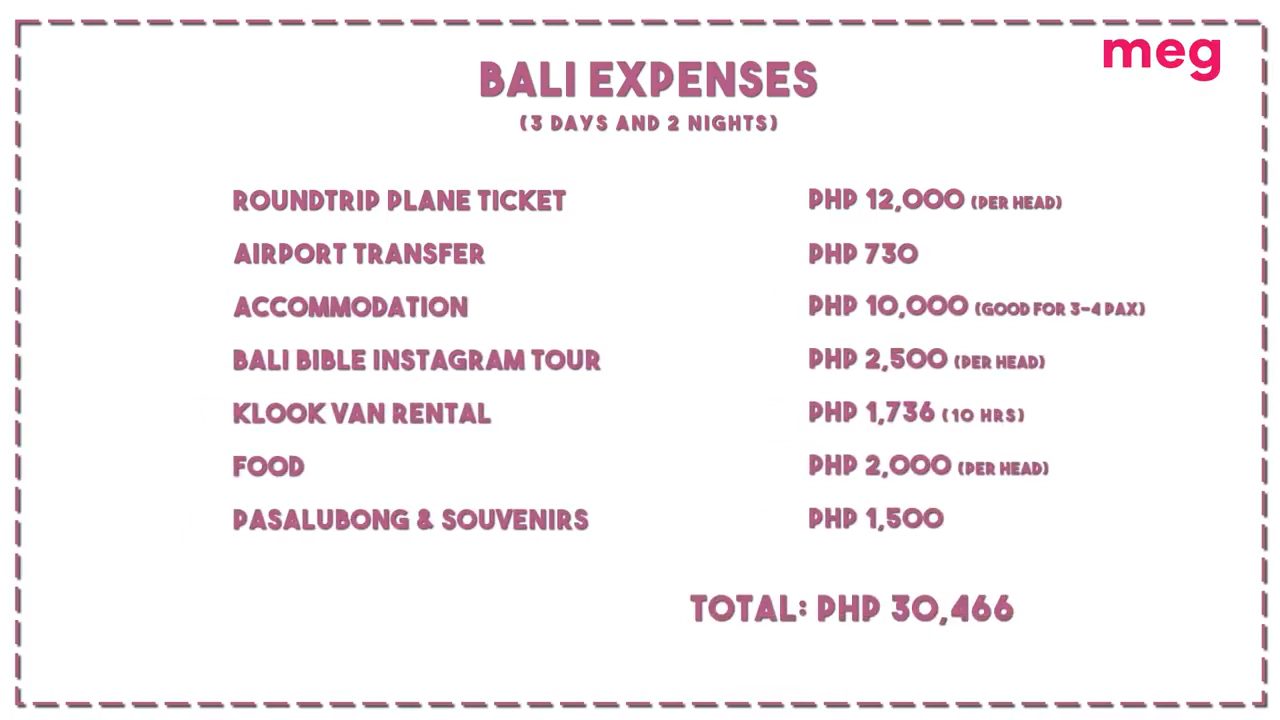 meg
BALI EXPENSES
(3 DAYS AND 2 NIGHTS)
ROUNDTRIP PLANE TICKET PHP 12,000 (PER HEAD)
AIRPORT TRANSFER PHP 730
ACCOMMODATION PHP 10,000 (GOOD FOR 3-4 PAX)
BALI BIBLE INSTAGRAM TOUR PHP 2,500 (PER HEAD)
KLOOK VAN RENTAL PHP 1,736 (10 HRS)
FOOD PHP 2,000 (PER HEAD)
PASALUBONG & SOUVENIRS PHP 1,500
TOTAL: PHP 30,466